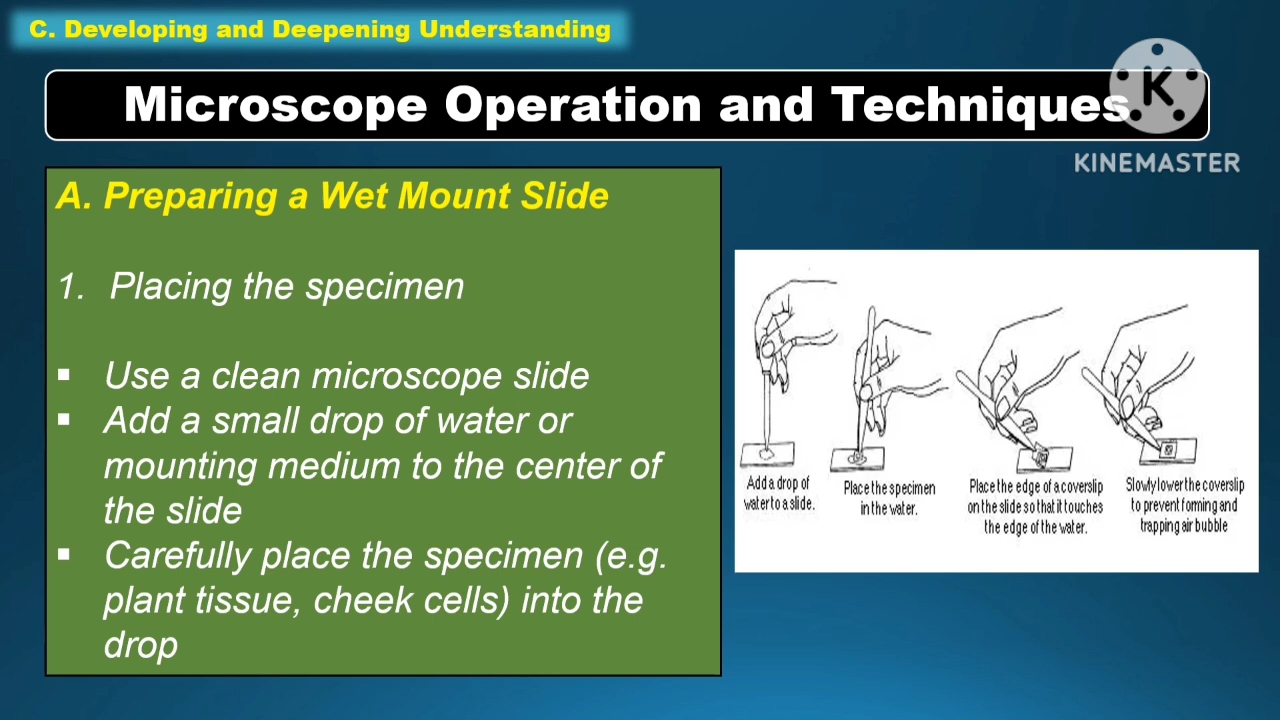 C. Developing and Deepening Understanding
Microscope Operation and Techniques
K
KINEMASTER
A. Preparing a Wet Mount Slide
1. Placing the specimen
▪ Use a clean microscope slide
▪ Add a small drop of water or
mounting medium to the center of
the slide
▪ Carefully place the specimen (e.g.
plant tissue, cheek cells) into the
drop
Add a drop of
water to a slide.
Place the specimen
in the water.
Place the edge of a coverslip
on the slide so that it touches
the edge of the water.
Slowly lower the coverslip
to prevent forming and
trapping air bubble